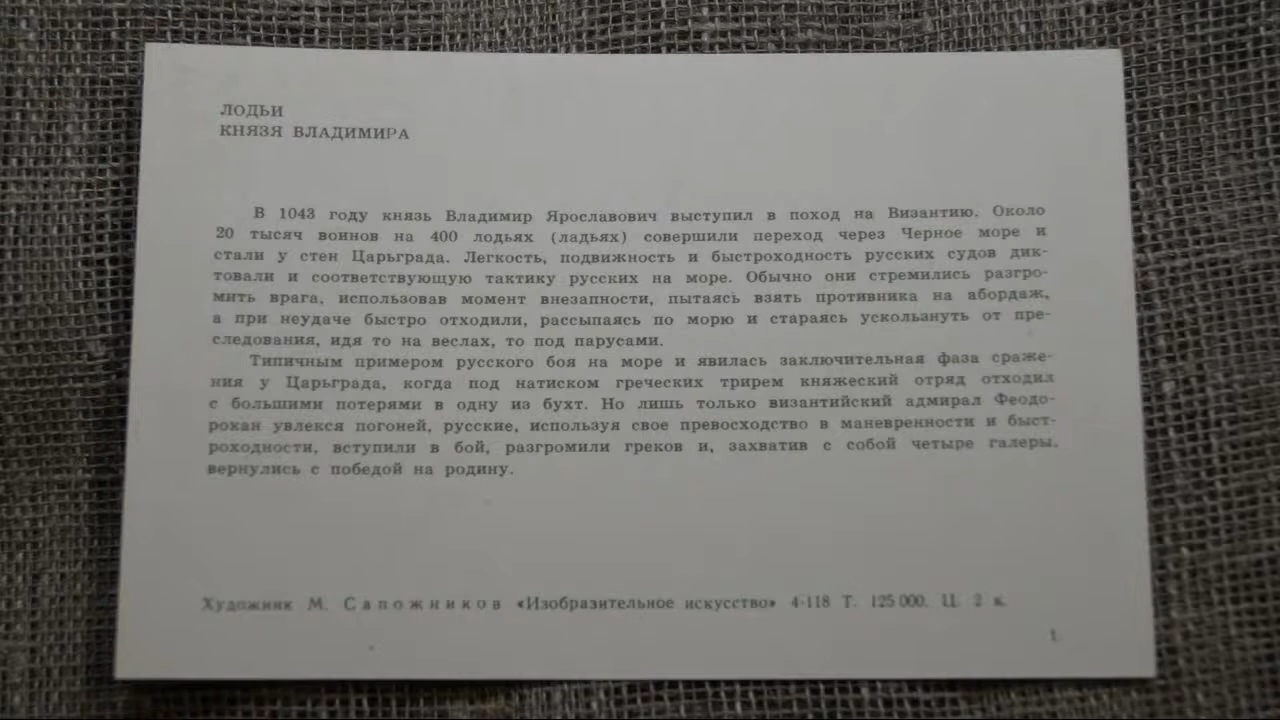 ЛОДЬИ
КНЯЗЯ ВЛАДИМИРА
В 1043 году князь Владимир Ярославович выступил в поход на Византию. Около
20 тысяч воинов на 400 лодьях (ладьях) совершили переход через Черное море и
стали у стен Царьграда. Легкость, подвижность и быстроходность русских судов дик-
товали и соответствующую тактику русских на море. Обычно они стремились разгро-
мить врага, использовав момент внезапности, пытаясь взять противника на абордаж,
а при неудаче быстро отходили, рассыпаясь по морю и стараясь ускользнуть от пре-
следования, идя то на веслах, то под парусами.
Типичным примером русского боя на море и явилась заключительная фаза сраже-
ния у Царьграда, когда под натиском греческих трирем княжеский отряд отходил
с большими потерями в одну из бухт. Но лишь только византийский адмирал Феодо-
рохан увлекся погоней, русские, используя свое превосходство в маневренности и быст-
роходности, вступили в бой, разгромили греков и, захватив с собой четыре галеры,
вернулись с победой на родину.
Художник М. Сапожников «Изобразительное искусство» 4-118 Т. 125 000. Ц. 2 к.
1